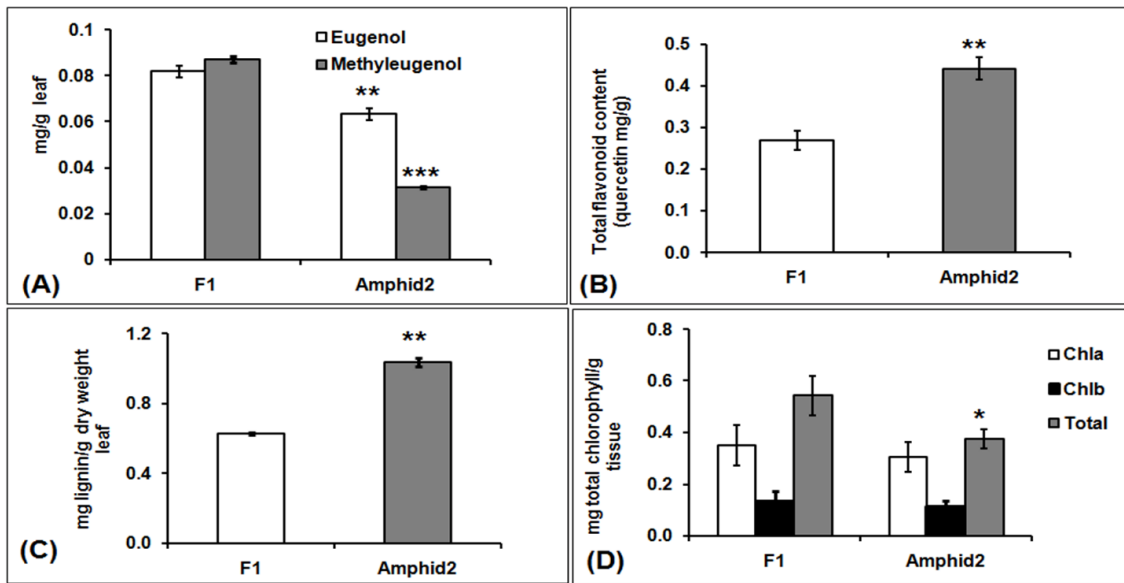 0.1
0.08
0.06
0.04
0.02
0
mg/g leaf
Eugenol
Methyleugenol
**
***
F1
Amphid2
(A)
0.5
0.4
0.3
0.2
0.1
0.0
Total flavonoid content
(quercetin mg/g)
**
F1
Amphid2
(B)
1.2
0.8
0.4
0.0
mg lignin/g dry weight
leaf
**
F1
Amphid2
(C)
0.8
0.6
0.4
0.2
0.0
mg total chlorophyll/g
tissue
Chla
Chlb
Total
*
F1
Amphid2
(D)